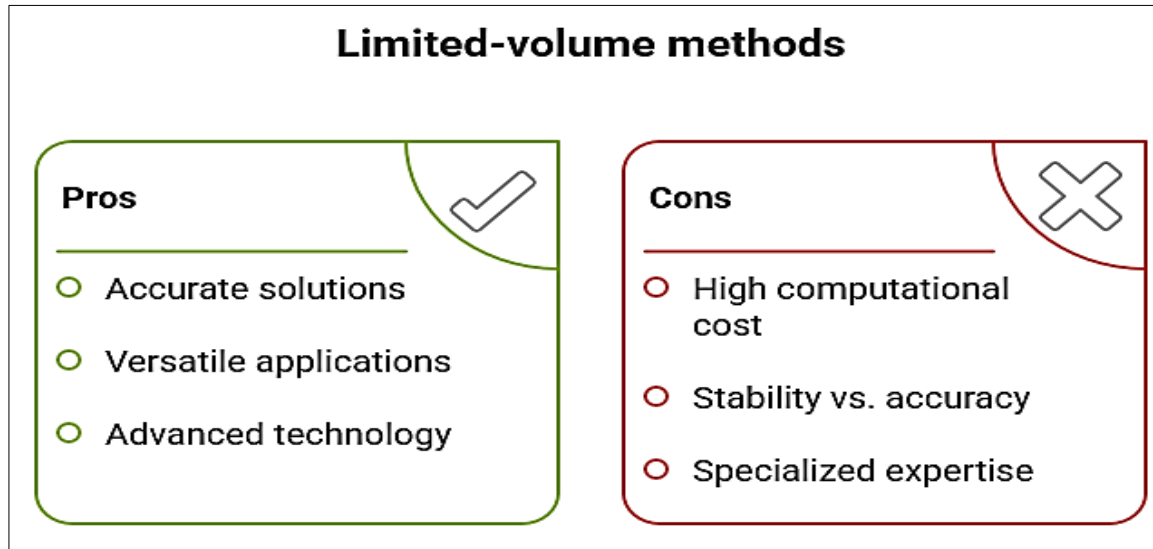 Limited-volume methods
Pros
Accurate solutions
Versatile applications
Advanced technology
Cons
High computational
cost
Stability vs. accuracy
Specialized expertise